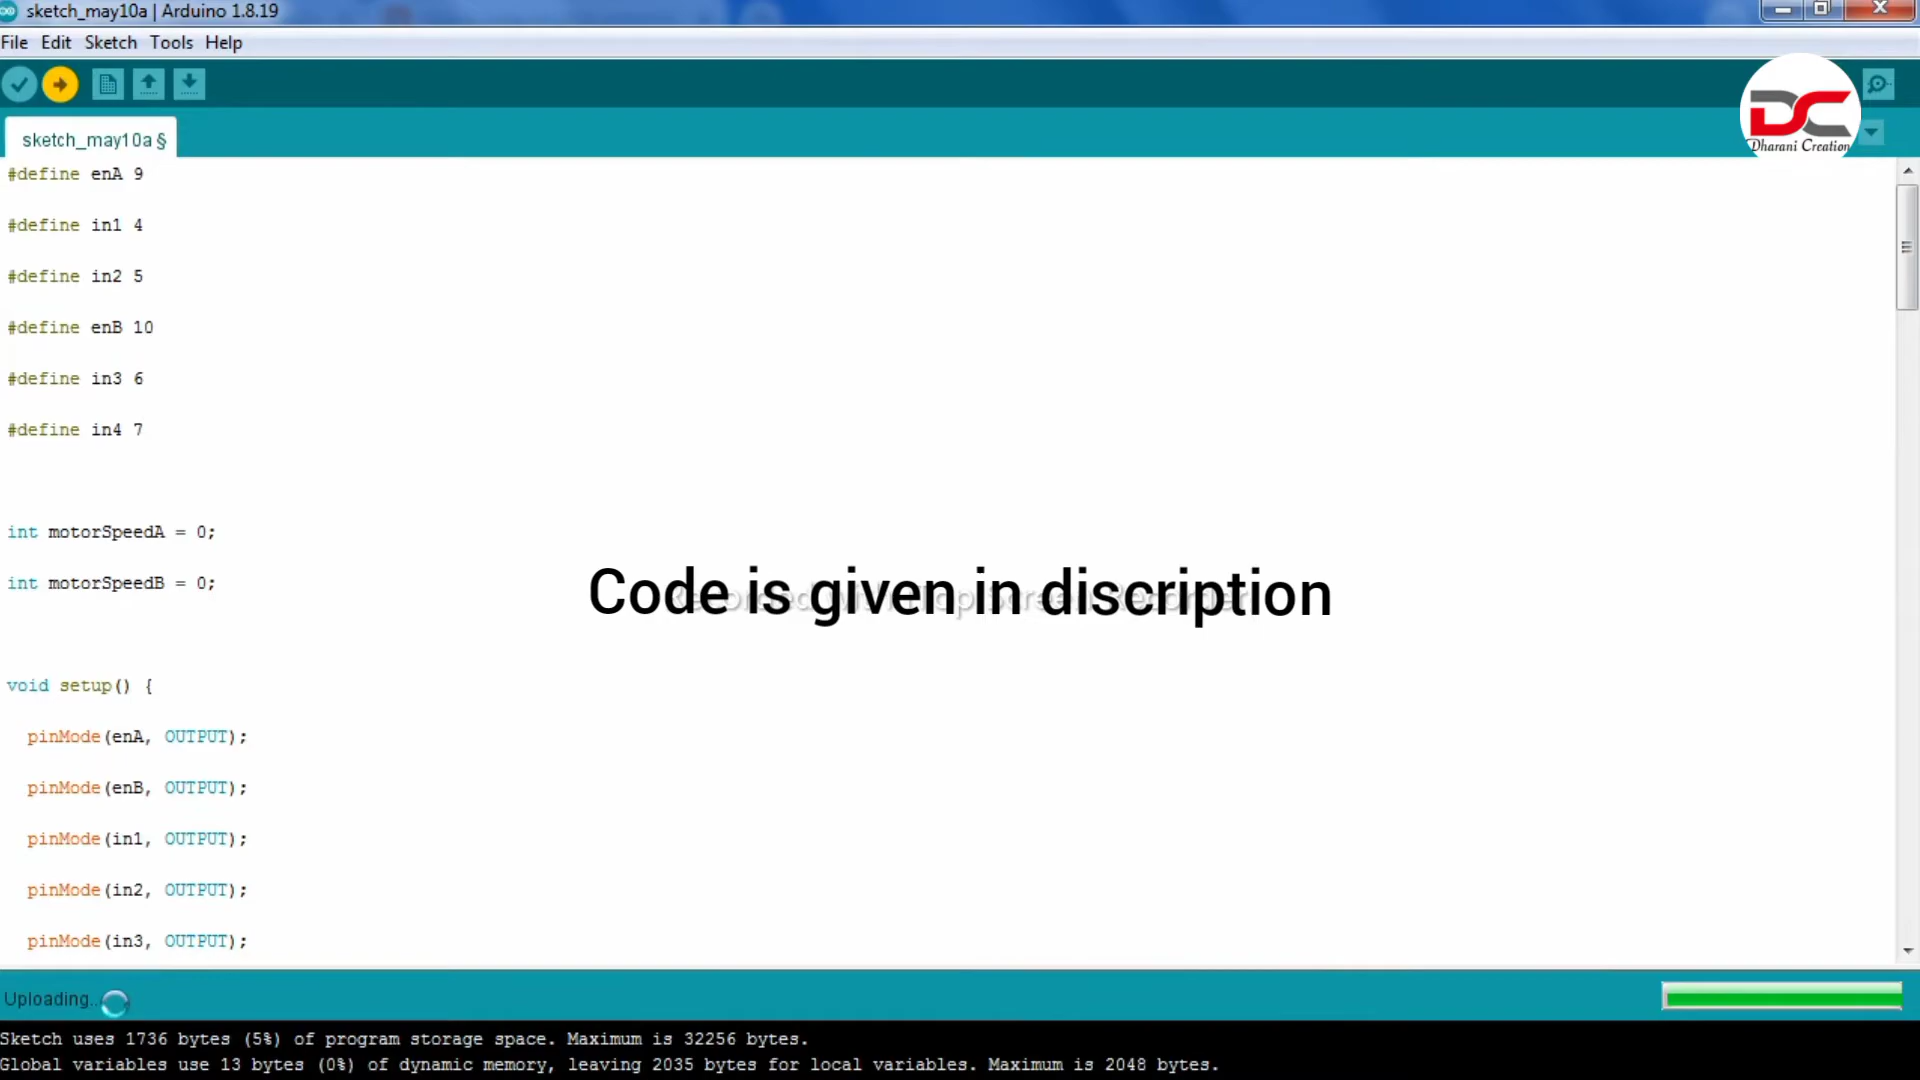 sketch_may10a | Arduino 1.8.19
File Edit Sketch Tools Help
DC
Dharani Creation
sketch_may10a §
#define enA 9
#define in1 4
#define in2 5
#define enB 10
#define in3 6
#define in4 7
int motorSpeedA = 0;
int motorSpeedB = 0;
Code is given in discription
void setup() {
pinMode(enA, OUTPUT);
pinMode(enB, OUTPUT);
pinMode(in1, OUTPUT);
pinMode(in2, OUTPUT);
pinMode(in3, OUTPUT);
Uploading..
Sketch uses 1736 bytes (5%) of program storage space. Maximum is 32256 bytes.
Global variables use 13 bytes (0%) of dynamic memory, leaving 2035 bytes for local variables. Maximum is 2048 bytes.